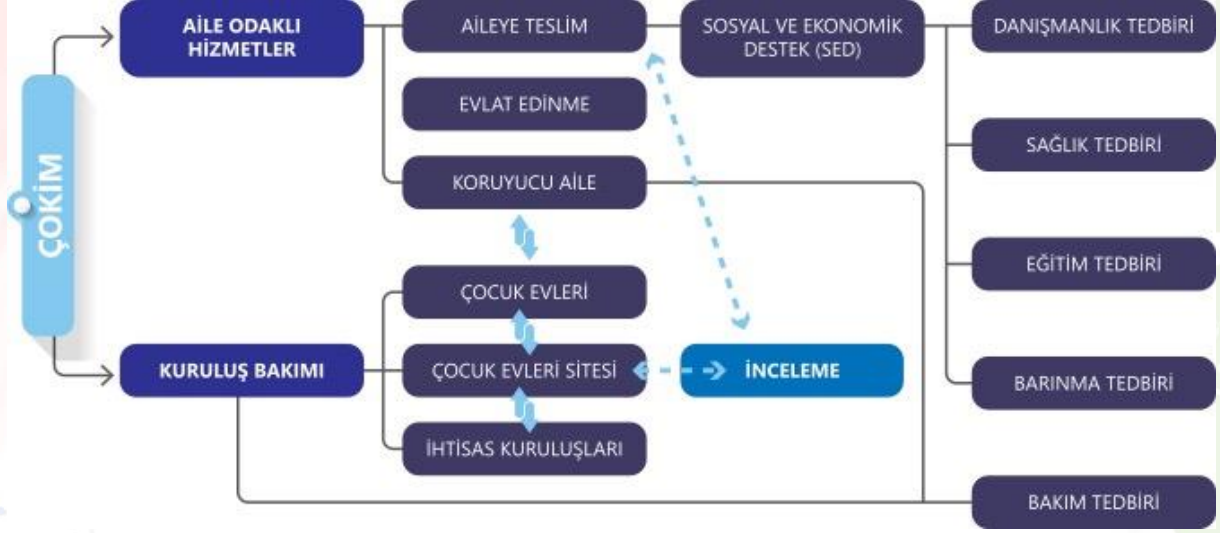 ÇOKİM
AİLE ODAKLI
HİZMETLER
AİLEYE TESLİM
SOSYAL VE EKONOMİK
DESTEK (SED)
DANIŞMANLIK TEDBİRİ
EVLAT EDİNME
SAĞLIK TEDBİRİ
KORUYUCU AİLE
EĞİTİM TEDBİRİ
ÇOCUK EVLERİ
KURULUŞ BAKIMI
ÇOCUK EVLERİ SİTESİ
İNCELEME
BARINMA TEDBİRİ
İHTİSAS KURULUŞLARI
BAKIM TEDBİRİ